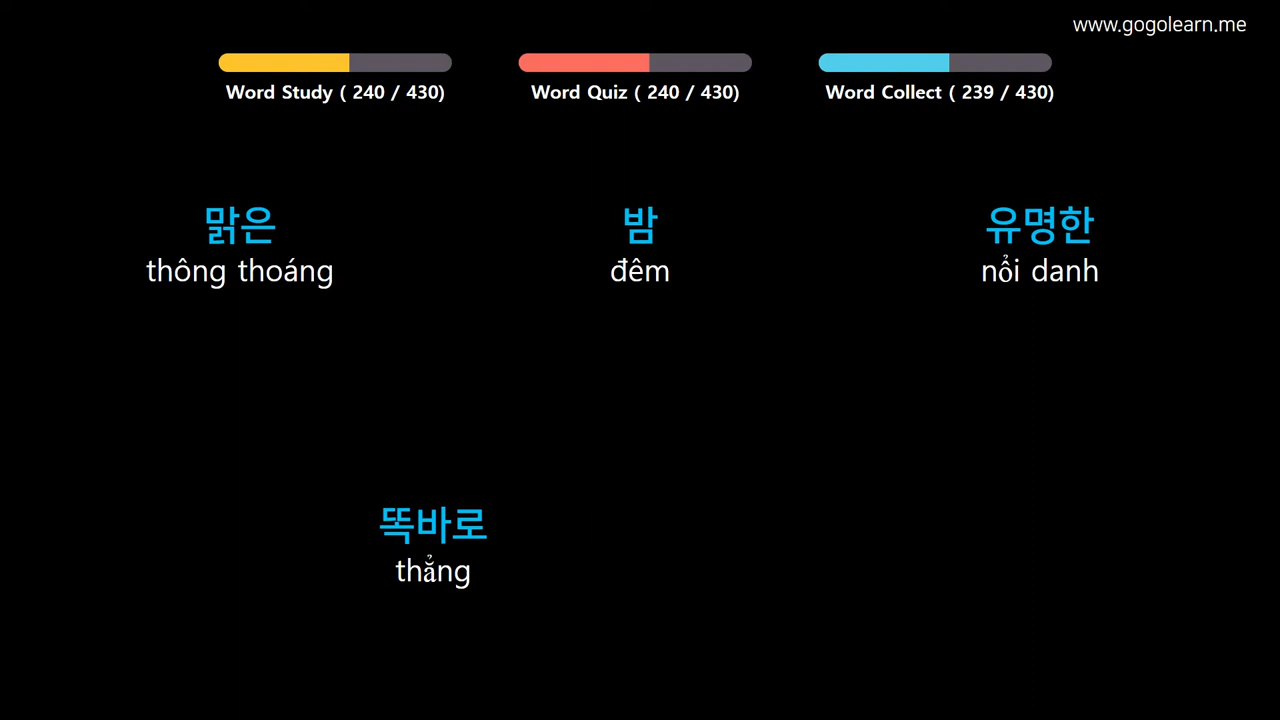 www.gogolearn.me
Word Study ( 240 / 430)
Word Quiz ( 240 / 430)
Word Collect ( 239 / 430)
맑은
thông thoáng
밤
đêm
유명한
nổi danh
똑바로
thẳng